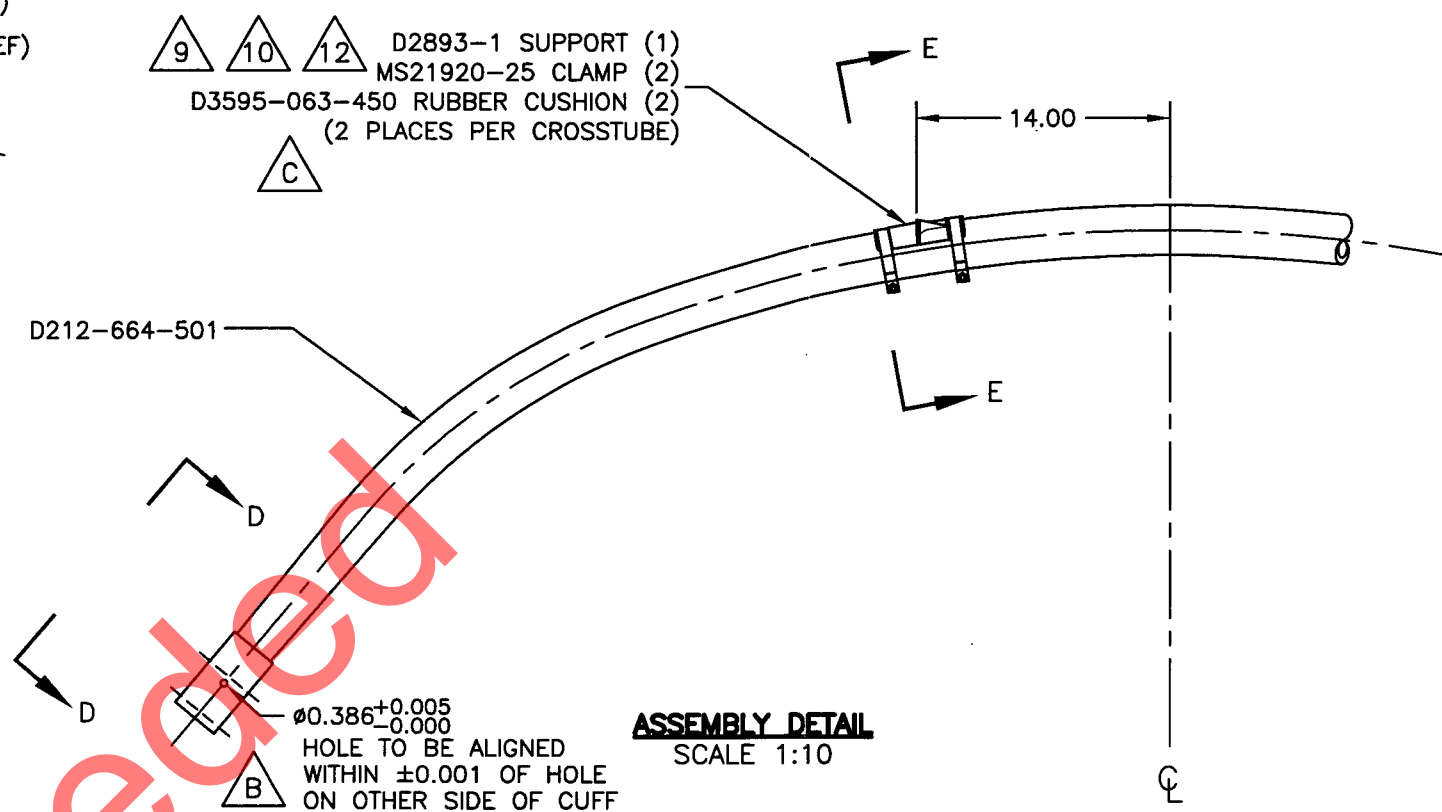 )
EF)
9 10 12 D2893-1 SUPPORT (1)
MS21920-25 CLAMP (2)
D3595-063-450 RUBBER CUSHION (2)
(2 PLACES PER CROSSTUBE)
C
E
14.00
D212-664-501
E
D
D
ø0.386 +0.005
-0.000
HOLE TO BE ALIGNED
WITHIN ±0.001 OF HOLE
ON OTHER SIDE OF CUFF
B
ASSEMBLY DETAIL
SCALE 1:10
CL
eded